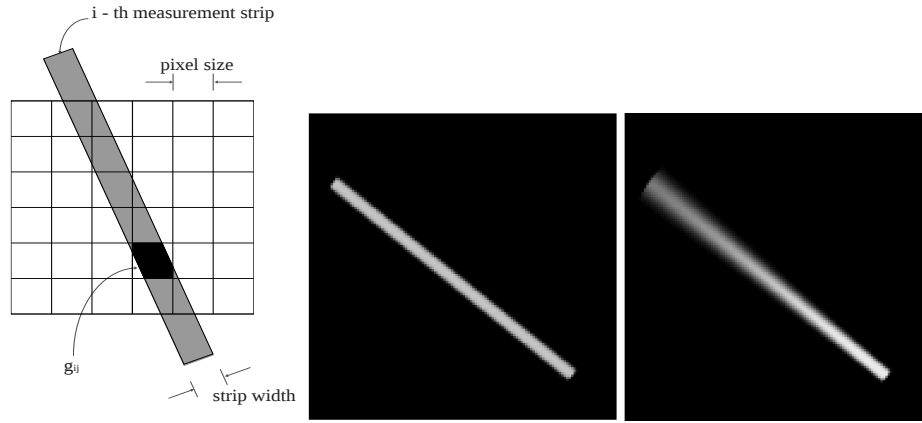 i - th measurement strip
pixel size
gij
strip width